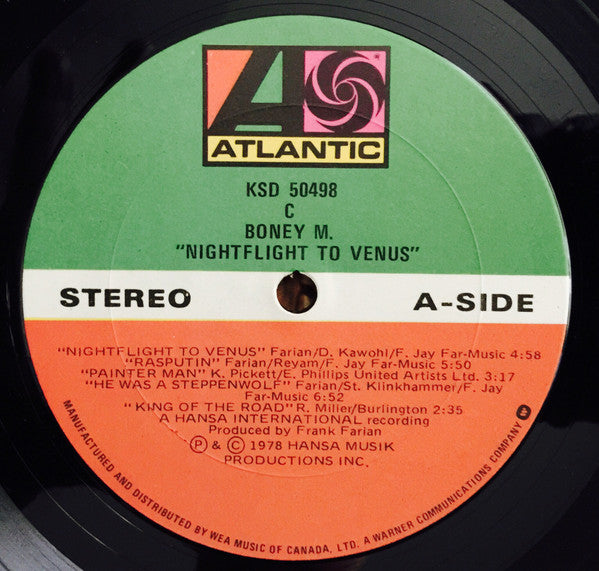 ATLANTIC
KSD 50498
C
BONEY M.
"NIGHTFLIGHT TO VENUS"
STEREO
A-SIDE
"NIGHTFLIGHT TO VENUS" Farian/D. Kawohl/F. Jay Far-Music 4:58
"RASPUTIN" Farian/Reyam/F. Jay Far-Music 5:50
"PAINTER MAN" K. Pickett/E. Phillips United Artists Ltd. 3:17
"HE WAS A STEPPENWOLF" Farian/St. Klinkhammer/F. Jay
Far-Music 6:52
"KING OF THE ROAD" R. Miller/Burlington 2:35
A HANSA INTERNATIONAL recording
Produced by Frank Farian
Ⓟ & © 1978 HANSA MUSIK
PRODUCTIONS INC.
MANUFACTURED AND DISTRIBUTED BY WEA MUSIC OF CANADA, LTD. A WARNER COMMUNICATIONS COMPANY